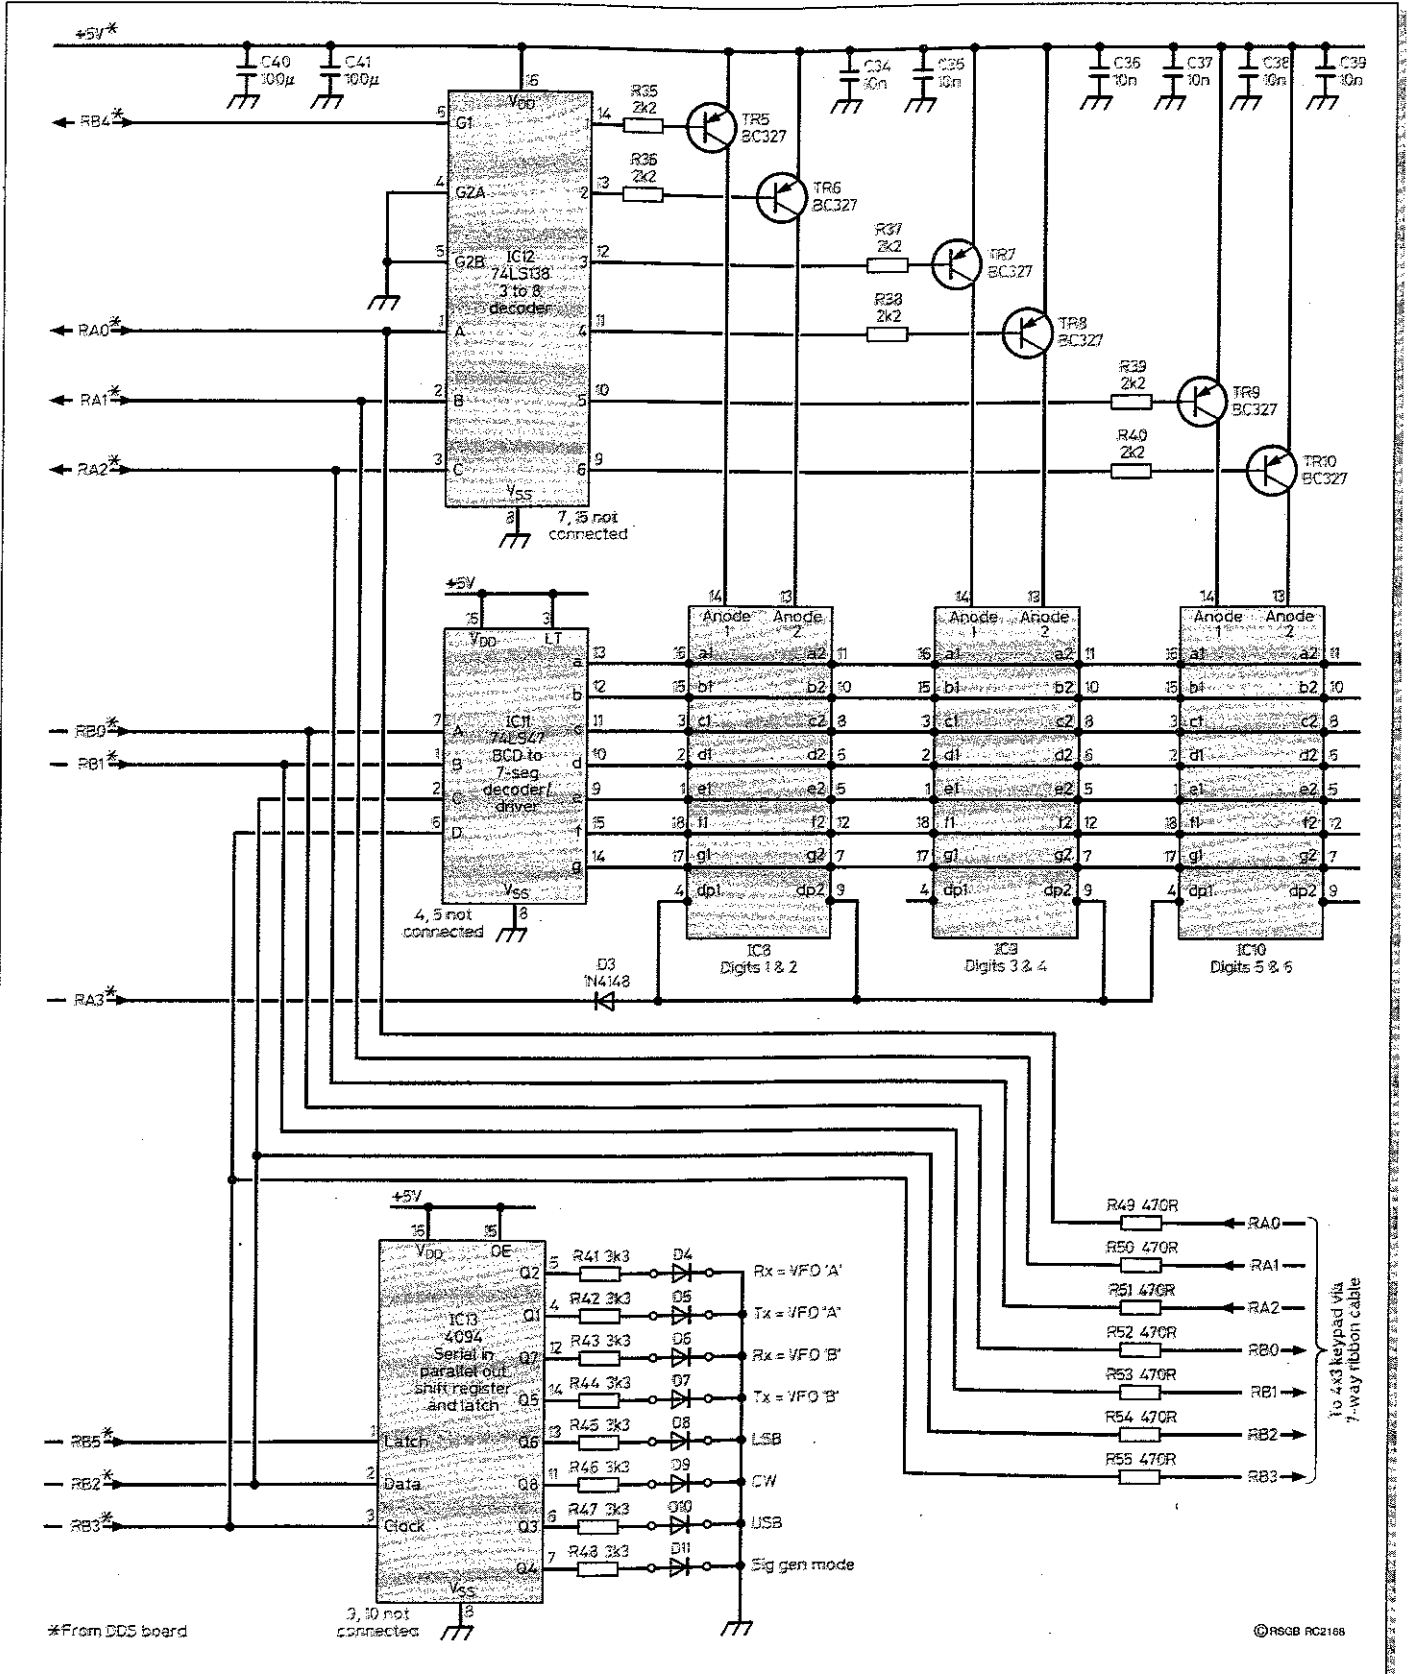 +5V*
C40 100µ
C41 100µ
C34 10n
C35 10n
C36 10n
C37 10n
C38 10n
C39 10n
16
VDD
RB4*
6 G1
14
R35 2k2
TR5 BC327
4 G2A
13 2
R36 2k2
TR6 BC327
5 G2B
IC12
74LS138
3 to 8
decoder
12 3
R37 2k2
TR7 BC327
RA0*
1 A
11 4
R38 2k2
TR8 BC327
RA1*
2 B
10 5
R39 2k2
TR9 BC327
RA2*
3 C
9 6
R40 2k2
TR10 BC327
VSS
8
7, 15 not
connected
+5V
16 3
VDD LT
14 13
Anode 1 Anode 2
14 13
Anode 1 Anode 2
14 13
Anode 1 Anode 2
a 13 16 a1 a2 11 16 a1 a2 11 16 a1 a2 11
b 12 15 b1 b2 10 15 b1 b2 10 15 b1 b2 10
RB0*
7 A
c 11 3 c1 c2 8 3 c1 c2 8 3 c1 c2 8
RB1*
1 B
d 10 2 d1 d2 6 2 d1 d2 6 2 d1 d2 6
2 C
e 9 1 e1 e2 5 1 e1 e2 5 1 e1 e2 5
6 D
f 15 18 f1 f2 12 18 f1 f2 12 18 f1 f2 12
g 14 17 g1 g2 7 17 g1 g2 7 17 g1 g2 7
IC11
74LS47
BCD to
7-seg
decoder/
driver
VSS
8
4 dp1 dp2 9 4 dp1 dp2 9 4 dp1 dp2 9
4, 5 not
connected
IC8
Digits 1 & 2
IC9
Digits 3 & 4
IC10
Digits 5 & 6
RA3*
D3
1N4148
+5V
16 15
VDD OE
IC13
4094
Serial in
parallel out
shift register
and latch
Q2 5 R41 3k3 D4 Rx = VFO 'A'
Q1 4 R42 3k3 D5 Tx = VFO 'A'
Q7 12 R43 3k3 D6 Rx = VFO 'B'
Q5 14 R44 3k3 D7 Tx = VFO 'B'
RB5* 1 Latch
Q6 13 R45 3k3 D8 LSB
RB2* 2 Data
Q8 11 R46 3k3 D9 CW
RB3* 3 Clock
Q3 6 R47 3k3 D10 USB
Q4 7 R48 3k3 D11 Sig gen mode
VSS
8
9, 10 not
connected
R49 470R RA0
R50 470R RA1
R51 470R RA2
R52 470R RB0
R53 470R RB1
R54 470R RB2
R55 470R RB3
To 4x3 keypad via
7-way ribbon cable
*From DDS board
©RSGB RC2168